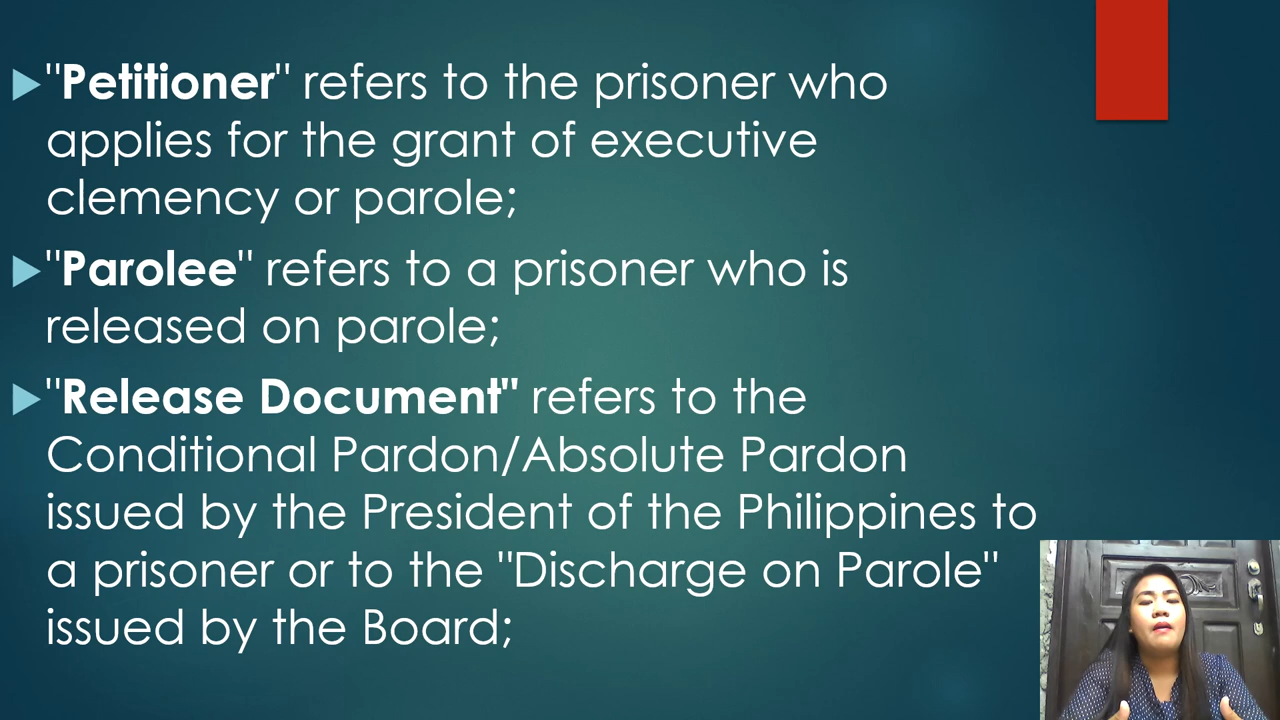 "Petitioner" refers to the prisoner who
applies for the grant of executive
clemency or parole;
"Parolee" refers to a prisoner who is
released on parole;
"Release Document" refers to the
Conditional Pardon/Absolute Pardon
issued by the President of the Philippines to
a prisoner or to the "Discharge on Parole"
issued by the Board;